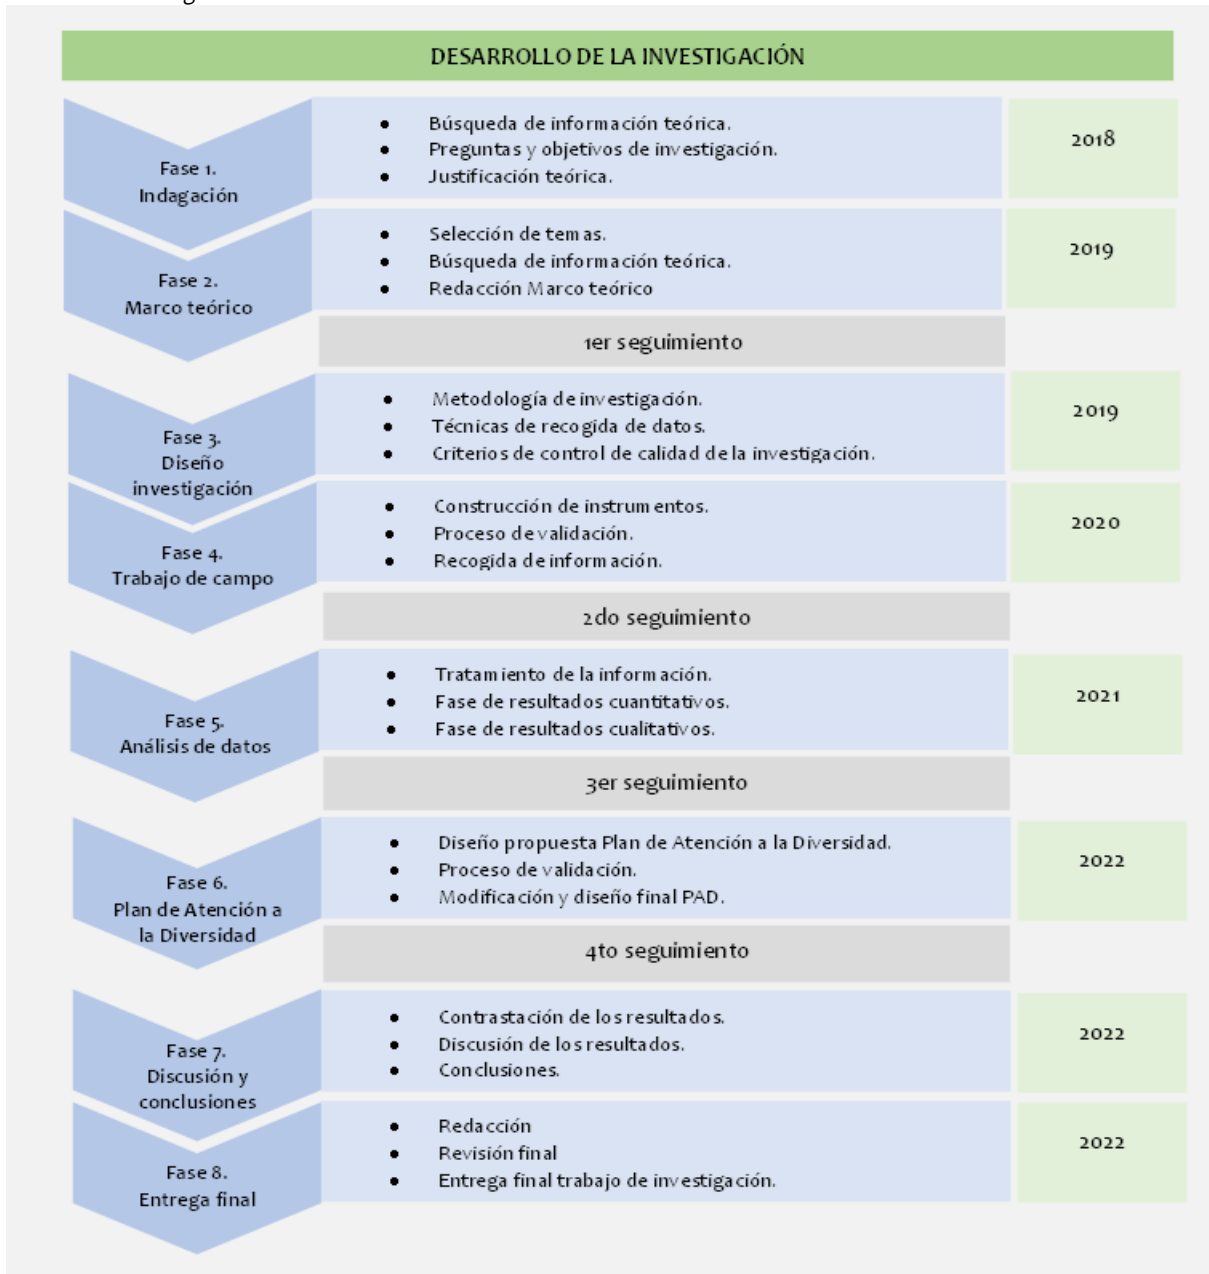 DESARROLLO DE LA INVESTIGACIÓN
Fase 1.
Indagación
● Búsqueda de información teórica.
● Preguntas y objetivos de investigación.
● Justificación teórica.
2018
Fase 2.
Marco teórico
● Selección de temas.
● Búsqueda de información teórica.
● Redacción Marco teórico
2019
1er seguimiento
Fase 3.
Diseño
investigación
● Metodología de investigación.
● Técnicas de recogida de datos.
● Criterios de control de calidad de la investigación.
2019
Fase 4.
Trabajo de campo
● Construcción de instrumentos.
● Proceso de validación.
● Recogida de información.
2020
2do seguimiento
Fase 5.
Análisis de datos
● Tratamiento de la información.
● Fase de resultados cuantitativos.
● Fase de resultados cualitativos.
2021
3er seguimiento
Fase 6.
Plan de Atención a
la Diversidad
● Diseño propuesta Plan de Atención a la Diversidad.
● Proceso de validación.
● Modificación y diseño final PAD.
2022
4to seguimiento
Fase 7.
Discusión y
conclusiones
● Contrastación de los resultados.
● Discusión de los resultados.
● Conclusiones.
2022
Fase 8.
Entrega final
● Redacción
● Revisión final
● Entrega final trabajo de investigación.
2022